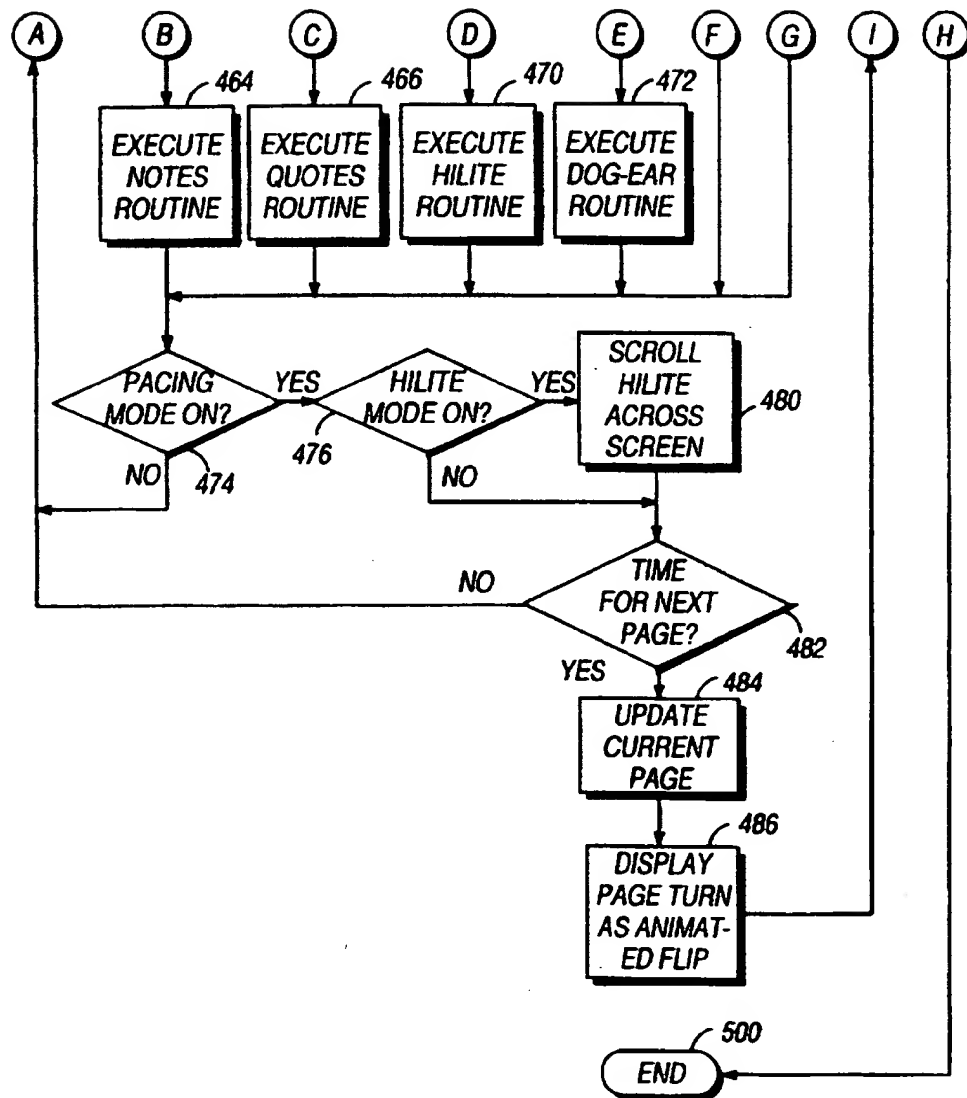 A B C D E F G I H
464 466 470 472
EXECUTE
NOTES
ROUTINE
EXECUTE
QUOTES
ROUTINE
EXECUTE
HILITE
ROUTINE
EXECUTE
DOG-EAR
ROUTINE
PACING
MODE ON?
YES
NO
474
HILITE
MODE ON?
YES
476
NO
SCROLL
HILITE
ACROSS
SCREEN
480
TIME
FOR NEXT
PAGE?
NO
482
YES
484
UPDATE
CURRENT
PAGE
486
DISPLAY
PAGE TURN
AS ANIMAT-
ED FLIP
500
END